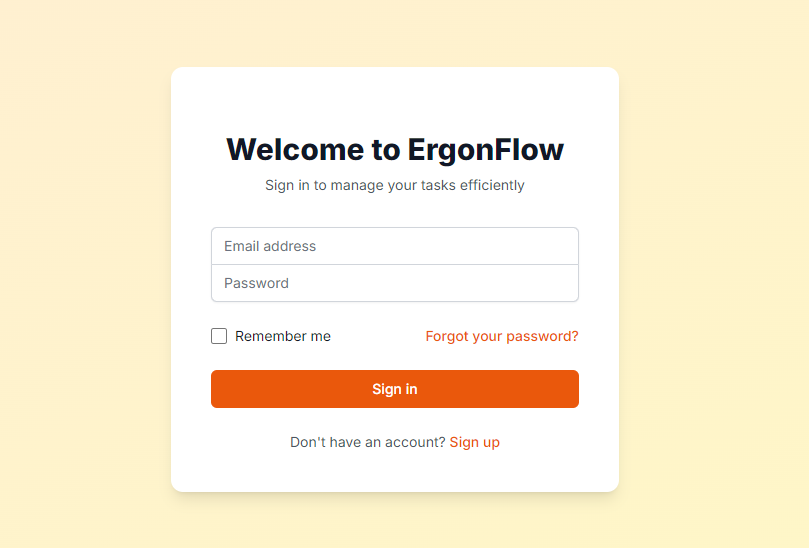 Welcome to ErgonFlow
Sign in to manage your tasks efficiently
Email address
Password
Remember me
Forgot your password?
Sign in
Don't have an account? Sign up